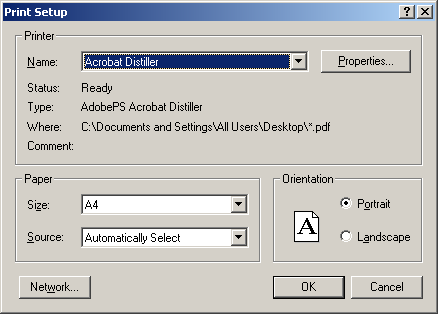 Print Setup
Printer
Name: Acrobat Distiller Properties...
Status: Ready
Type: AdobePS Acrobat Distiller
Where: C:\Documents and Settings\All Users\Desktop\*.pdf
Comment:
Paper
Size: A4
Source: Automatically Select
Orientation
A
Portrait
Landscape
Network... OK Cancel